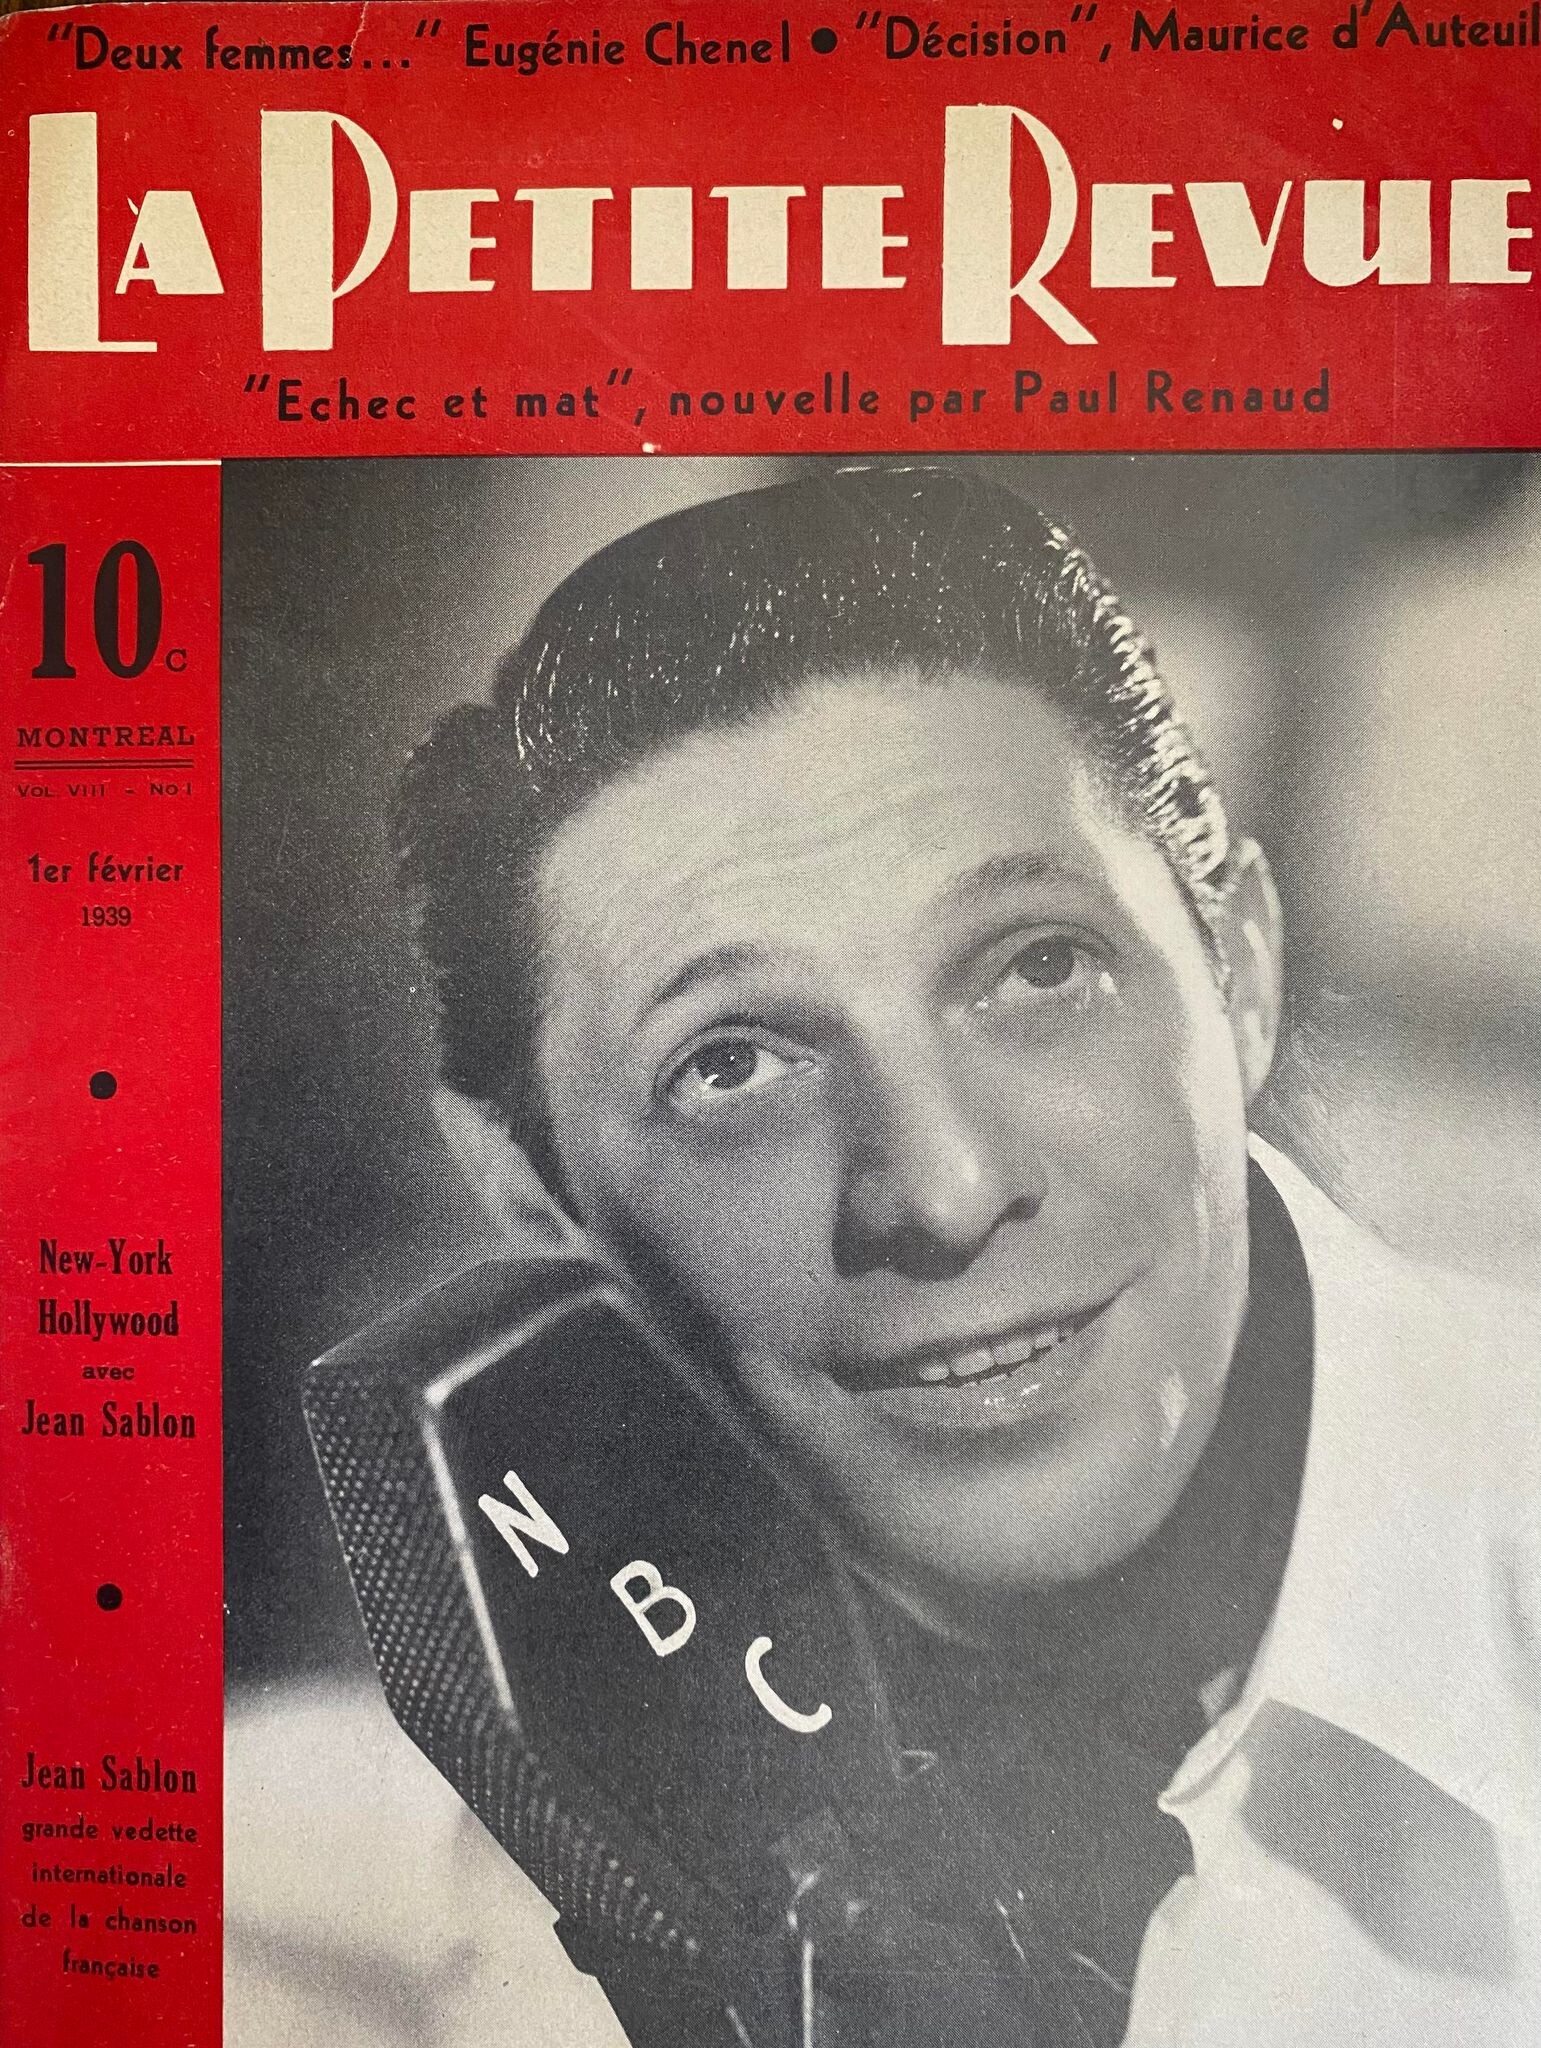 "Deux femmes..." Eugénie Chenel • "Décision", Maurice d'Auteuil
LA PETITE REVUE
"Echec et mat", nouvelle par Paul Renaud
10c
MONTREAL
VOL. VIII - No 1
1er février
1939
New-York
Hollywood
avec
Jean Sablon
Jean Sablon
grande vedette
internationale
de la chanson
française
N
B
C